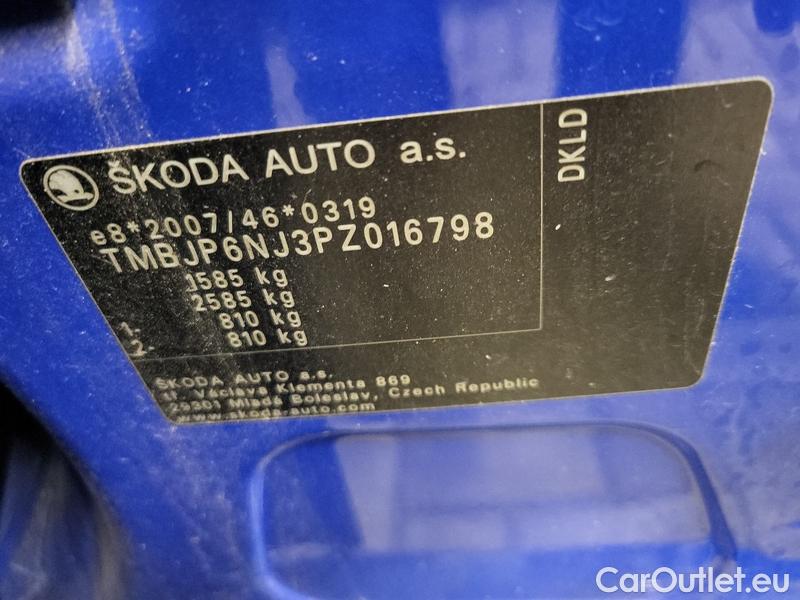 ŠKODA AUTO a.s.
DKLD
e8*2007/46*0319
TMBJP6NJ3PZ016798
1585 kg
2585 kg
1- 810 kg
2- 810 kg
ŠKODA AUTO a.s.
tř. Václava Klementa 869
29301 Mladá Boleslav, Czech Republic
www.skoda-auto.com
CarOutlet.eu